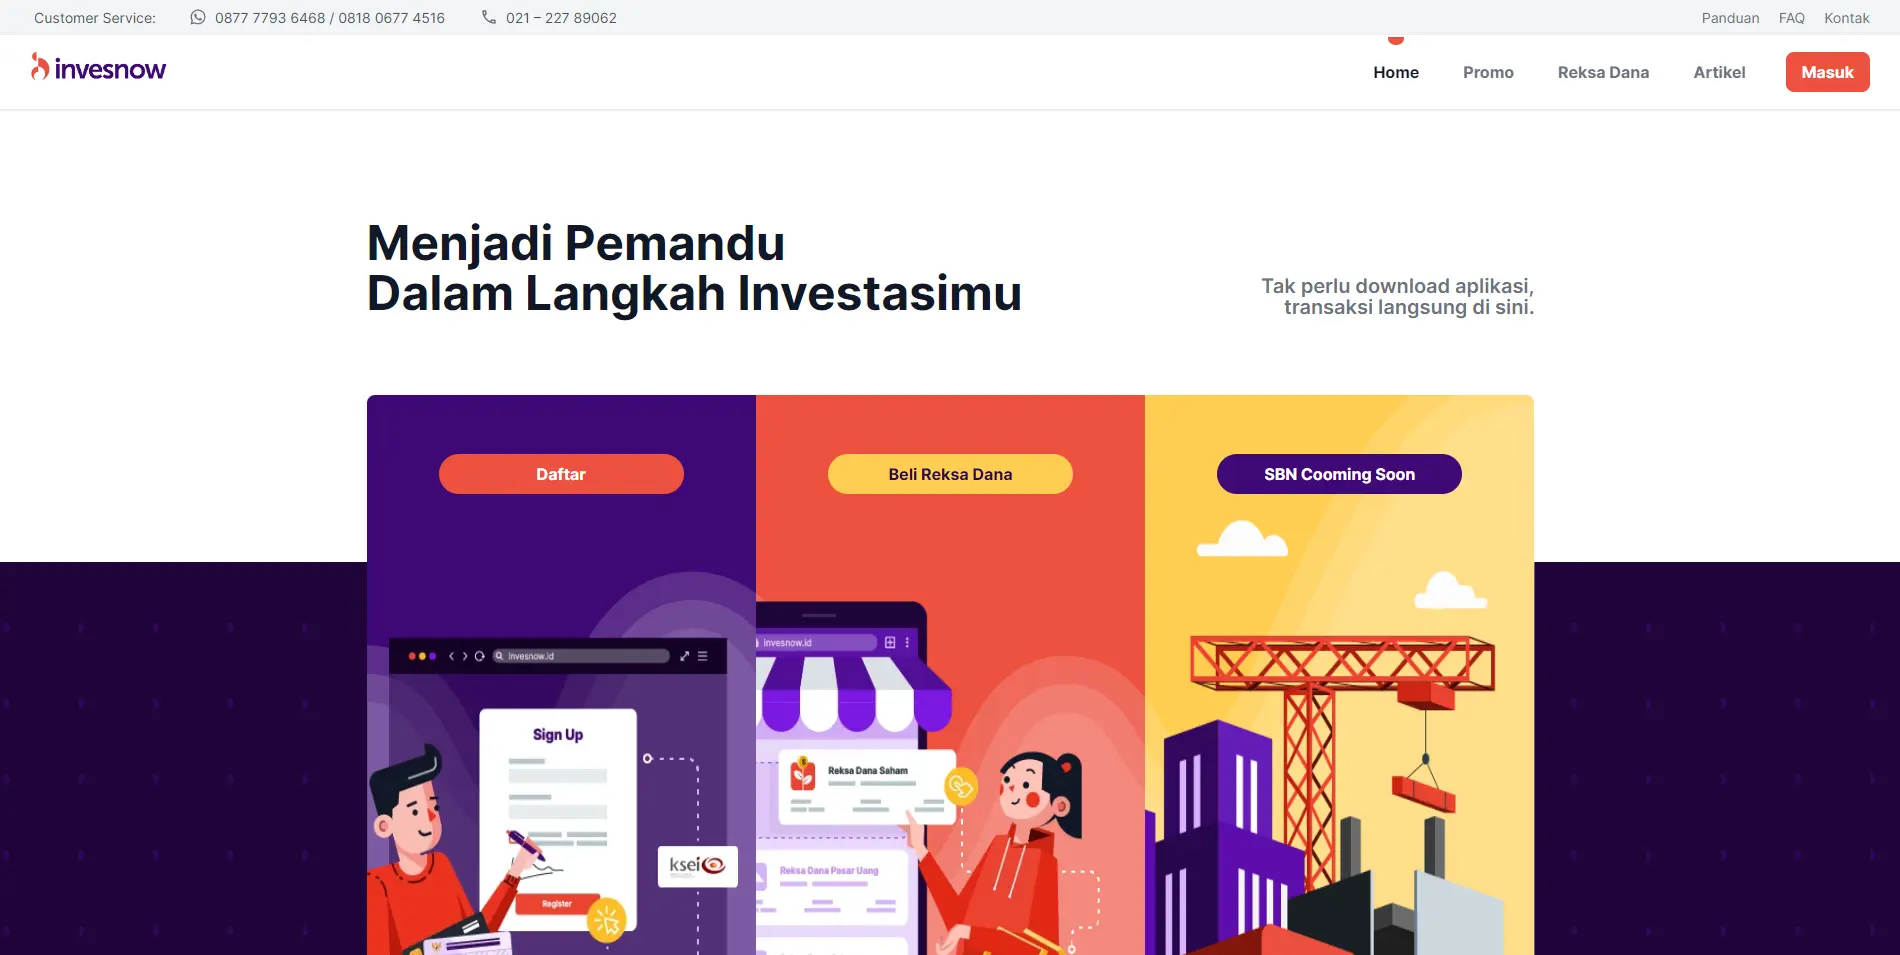 Customer Service: 0877 7793 6468 / 0818 0677 4516 021 – 227 89062 Panduan FAQ Kontak
invesnow Home Promo Reksa Dana Artikel Masuk
Menjadi Pemandu
Dalam Langkah Investasimu
Tak perlu download aplikasi,
transaksi langsung di sini.
Daftar
Beli Reksa Dana
SBN Cooming Soon
invesnow.id
invesnow.id
Sign Up
Register
ksei
Reksa Dana Saham
Reksa Dana Pasar Uang